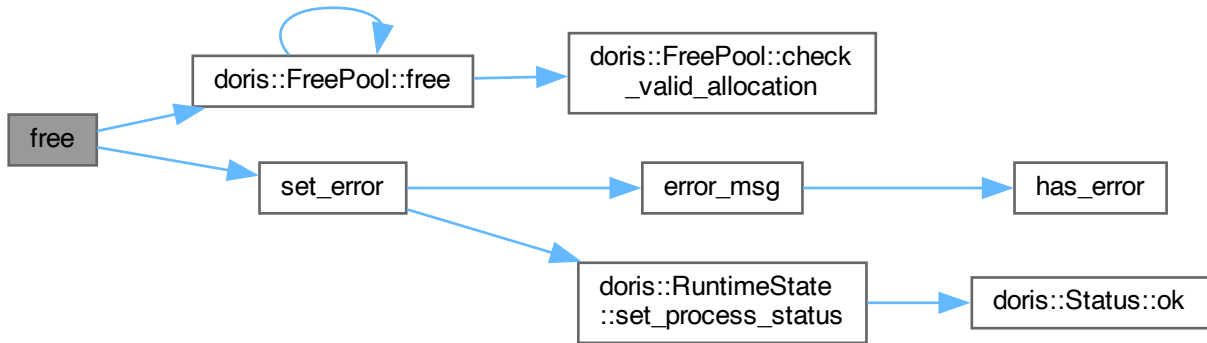 free
doris::FreePool::free
doris::FreePool::check
_valid_allocation
set_error
error_msg
has_error
doris::RuntimeState
::set_process_status
doris::Status::ok